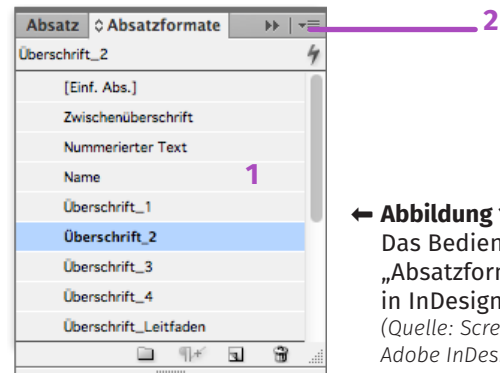 Absatz Absatzformate
2
Überschrift_2
[Einf. Abs.]
Zwischenüberschrift
Nummerierter Text
Name
1
Überschrift_1
Überschrift_2
Überschrift_3
Überschrift_4
Überschrift_Leitfaden
Abbildung
Das Bedien
„Absatzfor
in InDesign
(Quelle: Scre
Adobe InDes